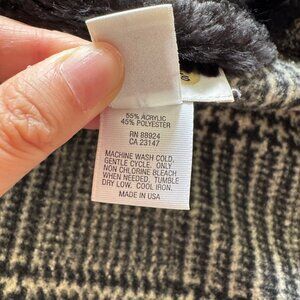 55% ACRYLIC
45% POLYESTER
RN 88924
CA 23147
MACHINE WASH COLD,
GENTLE CYCLE. ONLY
NON CHLORINE BLEACH
WHEN NEEDED, TUMBLE
DRY LOW. COOL IRON.
MADE IN USA